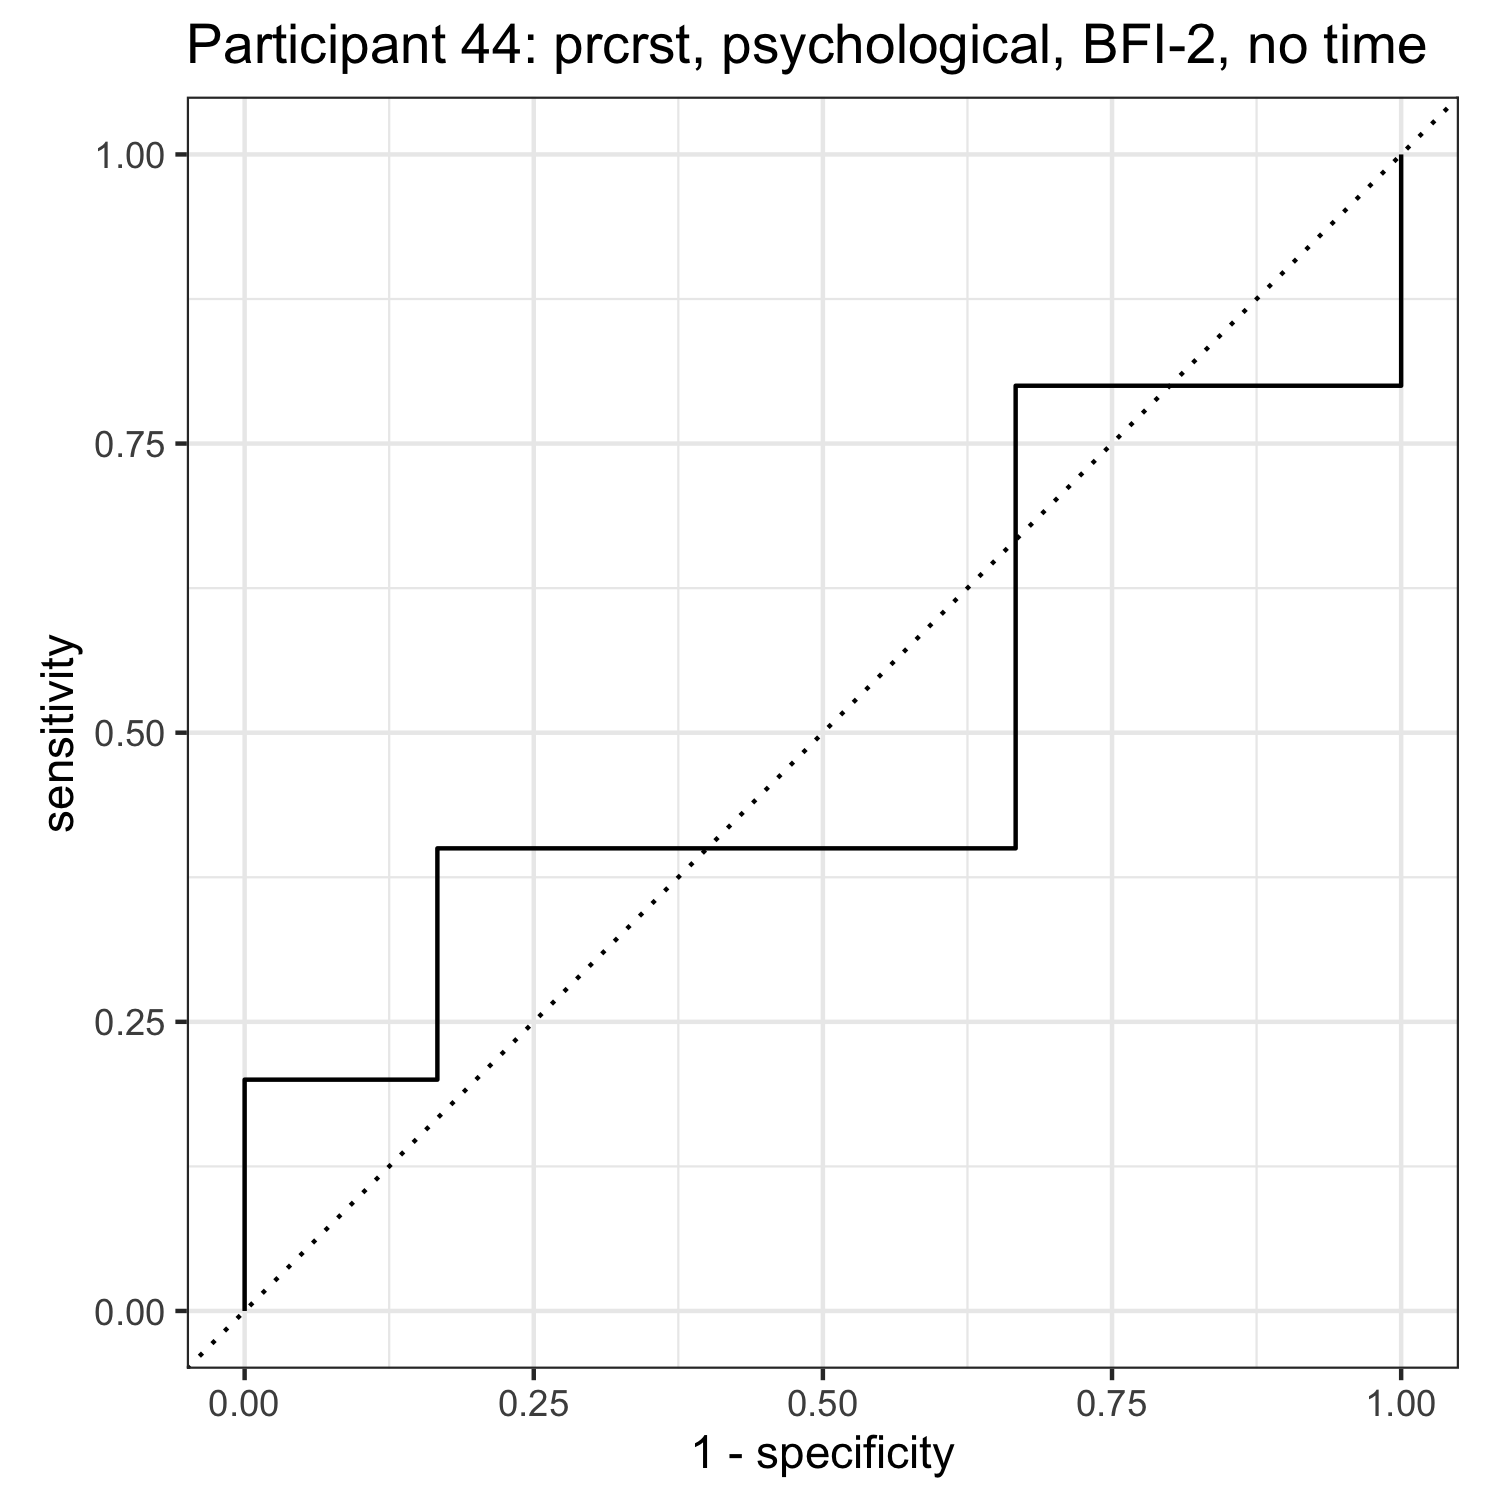 Participant 44: prcrst, psychological, BFI-2, no time
1.00
0.75
0.50
0.25
0.00
sensitivity
0.00 0.25 0.50 0.75 1.00
1 - specificity